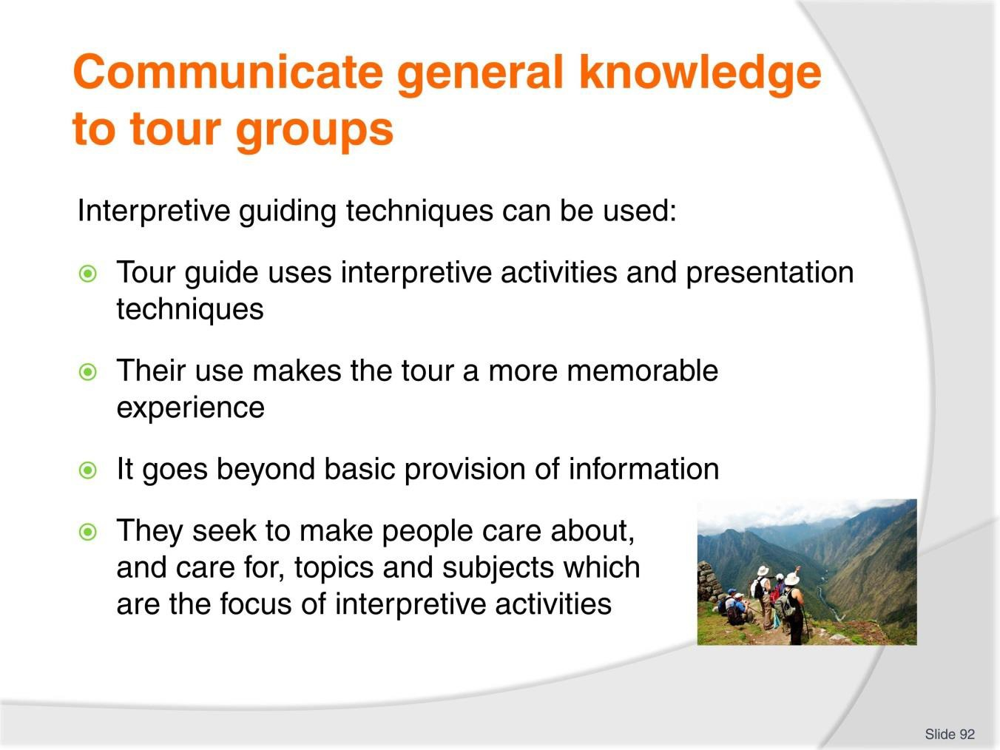 Communicate general knowledge
to tour groups
Interpretive guiding techniques can be used:
Tour guide uses interpretive activities and presentation
techniques
Their use makes the tour a more memorable
experience
It goes beyond basic provision of information
They seek to make people care about,
and care for, topics and subjects which
are the focus of interpretive activities
Slide 92